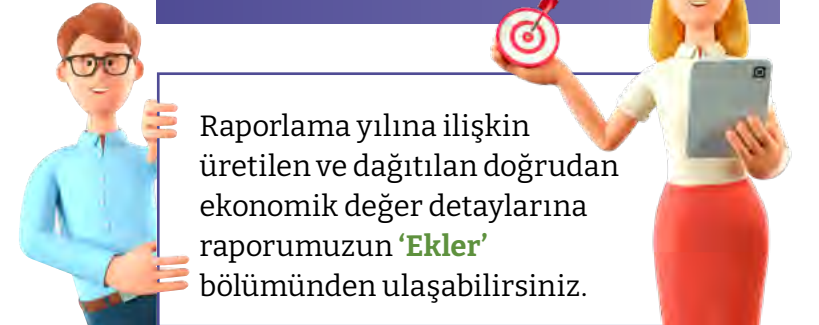 Raporlama yılına ilişkin
üretilen ve dağıtılan doğrudan
ekonomik değer detaylarına
raporumuzun ‘Ekler’
bölümünden ulaşabilirsiniz.